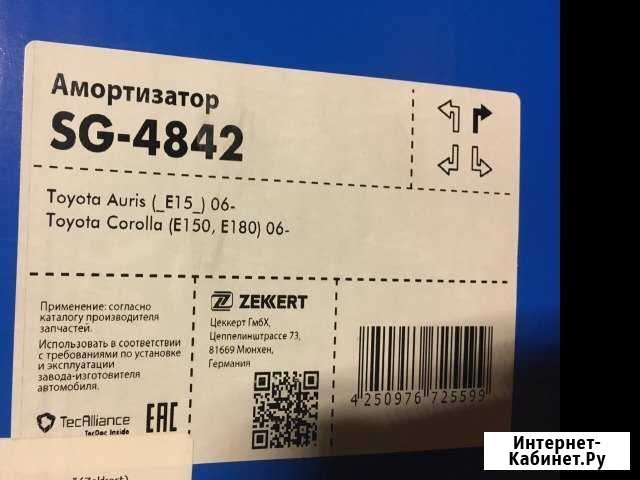 Амортизатор
SG-4842
Toyota Auris (_E15_) 06-
Toyota Corolla (E150, E180) 06-
Применение: согласно
каталогу производителя
запчастей.
Использовать в соответствии
с требованиями по установке
и эксплуатации
завода-изготовителя
автомобиля.
TecAlliance
TecDoc Inside
EAC
ZEKKERT
Цеккерт ГмбХ,
Цеппелинштрассе 73,
81669 Мюнхен,
Германия
4 250976 725599
Интернет-
Кабинет.Ру